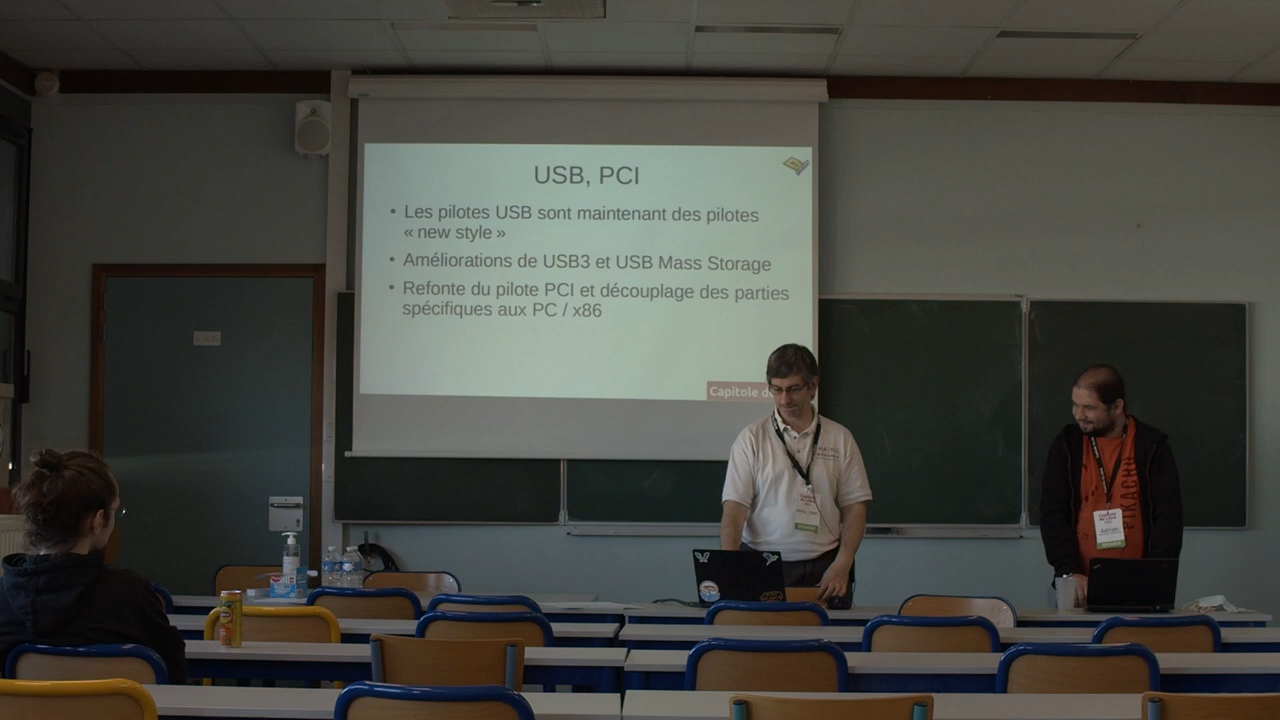 USB, PCI
• Les pilotes USB sont maintenant des pilotes
« new style »
• Améliorations de USB3 et USB Mass Storage
• Refonte du pilote PCI et découplage des parties
spécifiques aux PC / x86
Capitole d
PIKACHU
Adrien